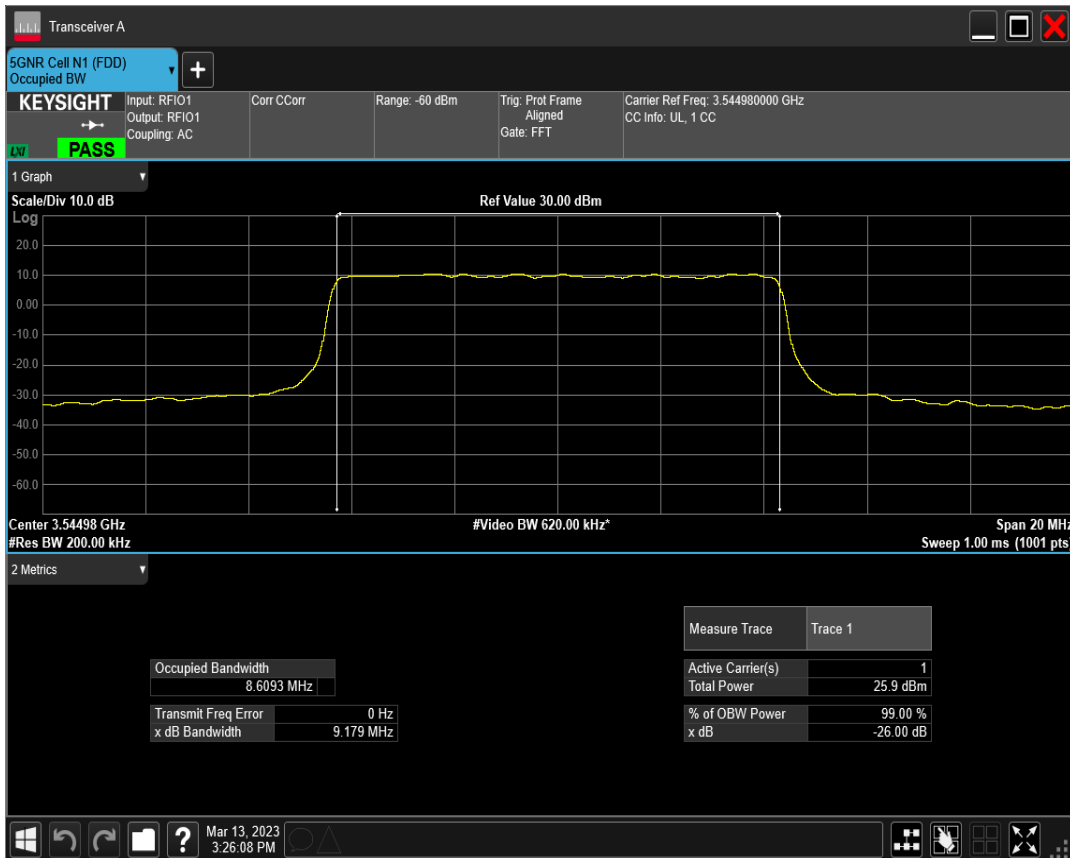 Transceiver A
5GNR Cell N1 (FDD)
Occupied BW
+
KEYSIGHT
LXI
PASS
Input: RFIO1
Output: RFIO1
Coupling: AC
Corr CCorr
Range: -60 dBm
Trig: Prot Frame
Aligned
Gate: FFT
Carrier Ref Freq: 3.544980000 GHz
CC Info: UL, 1 CC
1 Graph
Scale/Div 10.0 dB
Ref Value 30.00 dBm
Log
20.0
10.0
0.00
-10.0
-20.0
-30.0
-40.0
-50.0
-60.0
Center 3.54498 GHz
#Video BW 620.00 kHz*
Span 20 MHz
#Res BW 200.00 kHz
Sweep 1.00 ms (1001 pts)
2 Metrics
Measure Trace Trace 1
Occupied Bandwidth
8.6093 MHz
Active Carrier(s) 1
Total Power 25.9 dBm
Transmit Freq Error 0 Hz
x dB Bandwidth 9.179 MHz
% of OBW Power 99.00 %
x dB -26.00 dB
?
Mar 13, 2023
3:26:08 PM